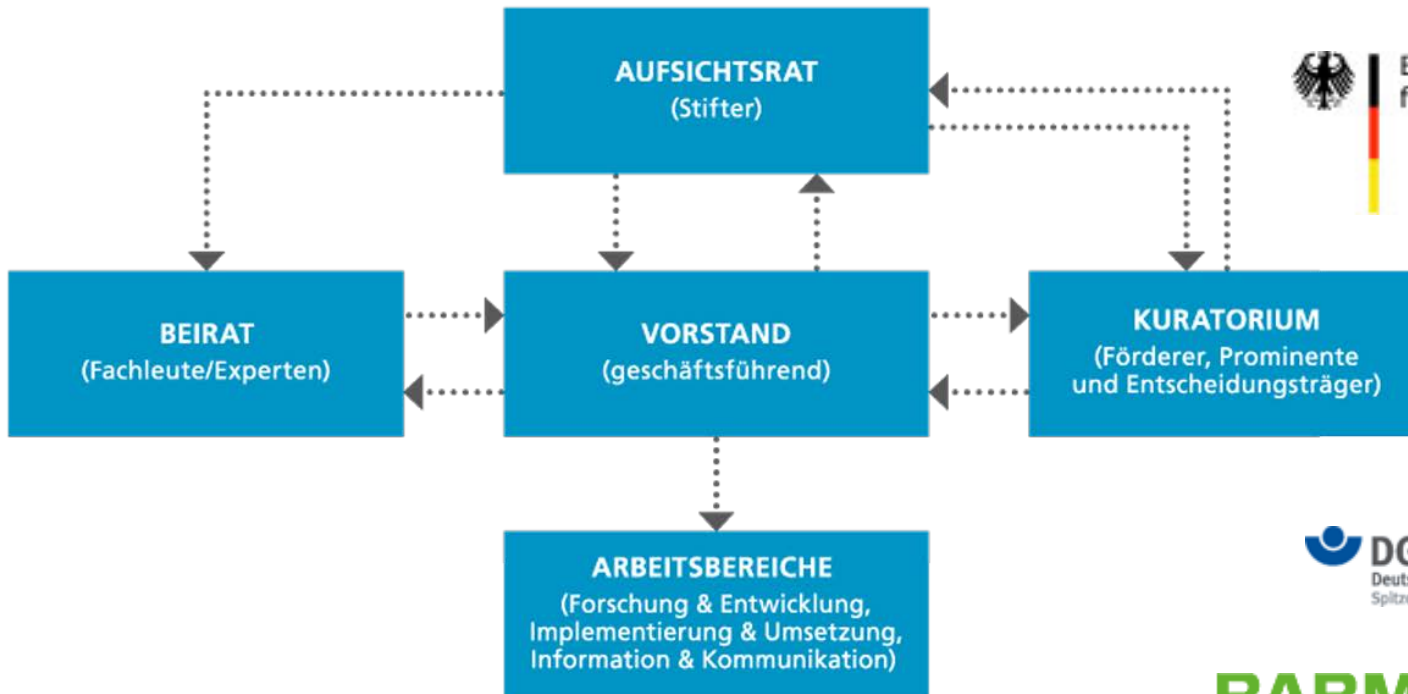 AUFSICHTSRAT
(Stifter)
BEIRAT
(Fachleute/Experten)
VORSTAND
(geschäftsführend)
KURATORIUM
(Förderer, Prominente
und Entscheidungsträger)
ARBEITSBEREICHE
(Forschung & Entwicklung,
Implementierung & Umsetzung,
Information & Kommunikation)